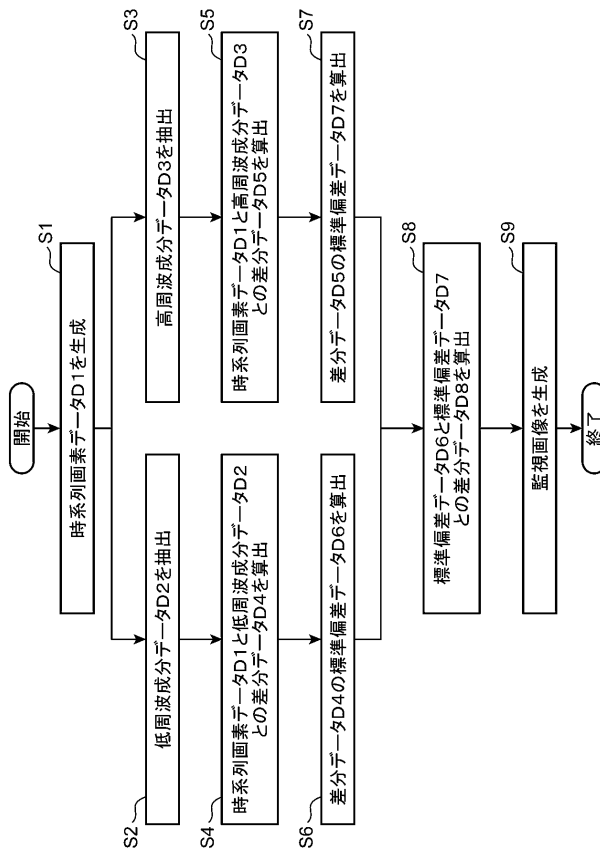 開始
S1
時系列画素データD1を生成
S2
低周波成分データD2を抽出
S3
高周波成分データD3を抽出
S4
時系列画素データD1と低周波成分データD2
との差分データD4を算出
S5
時系列画素データD1と高周波成分データD3
との差分データD5を算出
S6
差分データD4の標準偏差データD6を算出
S7
差分データD5の標準偏差データD7を算出
S8
標準偏差データD6と標準偏差データD7
との差分データD8を算出
S9
監視画像を生成
終了